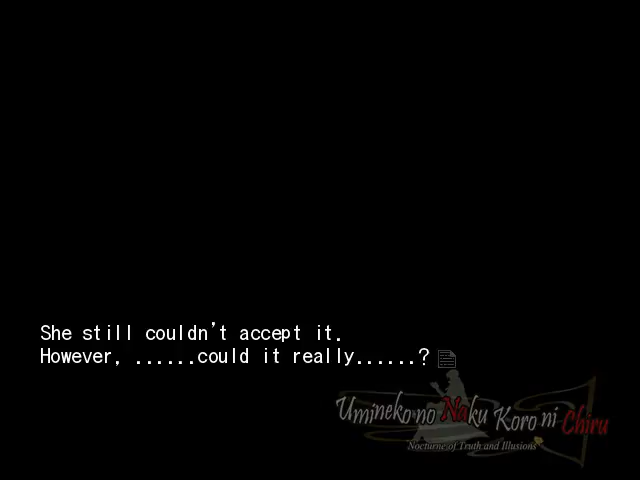 She still couldn't accept it.
However, ......could it really......?
Umineko no Naku Koro ni Chiru
Nocturne of Truth and Illusions